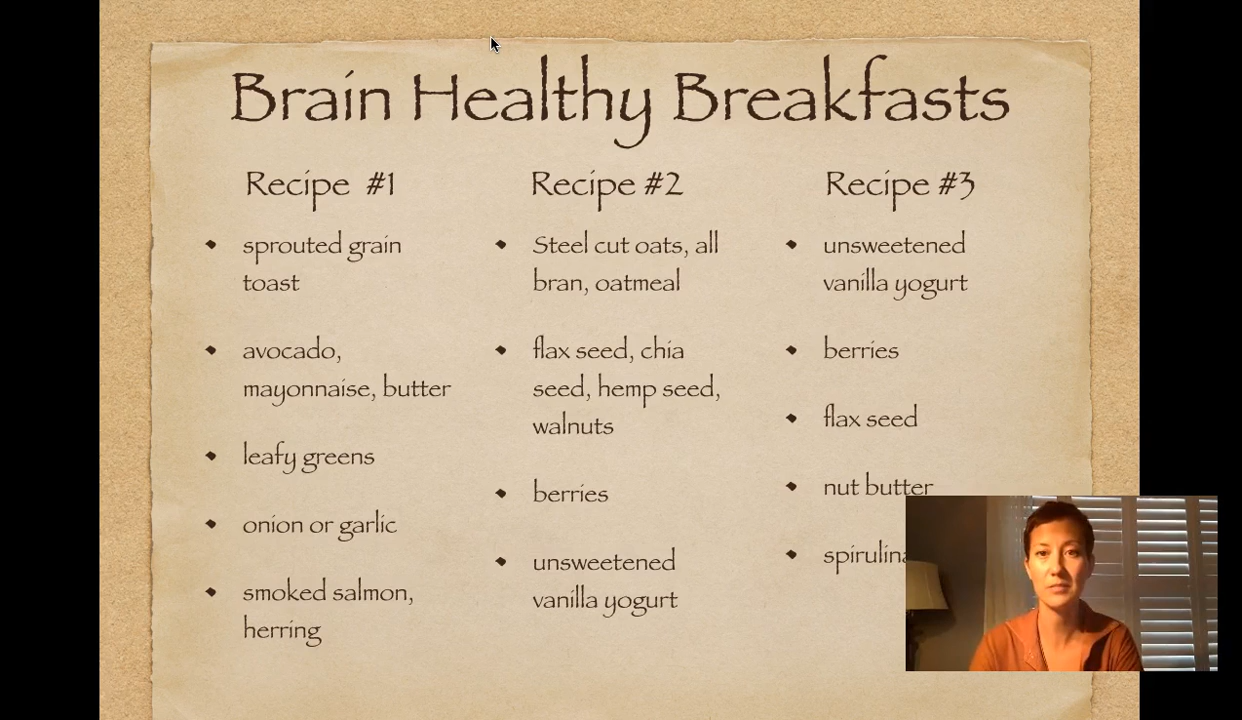 Brain Healthy Breakfasts
Recipe #1
sprouted grain
toast
avocado,
mayonnaise, butter
leafy greens
onion or garlic
smoked salmon,
herring
Recipe #2
Steel cut oats, all
bran, oatmeal
flax seed, chia
seed, hemp seed,
walnuts
berries
unsweetened
vanilla yogurt
Recipe #3
unsweetened
vanilla yogurt
berries
flax seed
nut butter
spirulina